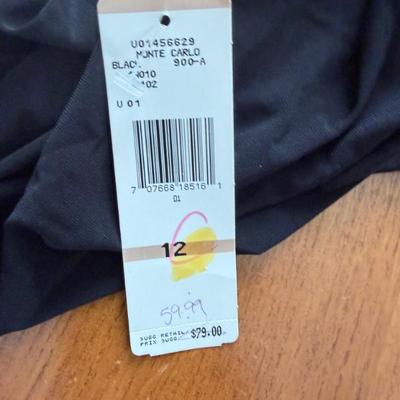 U01456629
MONTE CARLO
BLACK 900-A
U 01
7 07668 18516 1
01
12
59.99
SUGG RETAIL
PRIX SUGG. $79.00